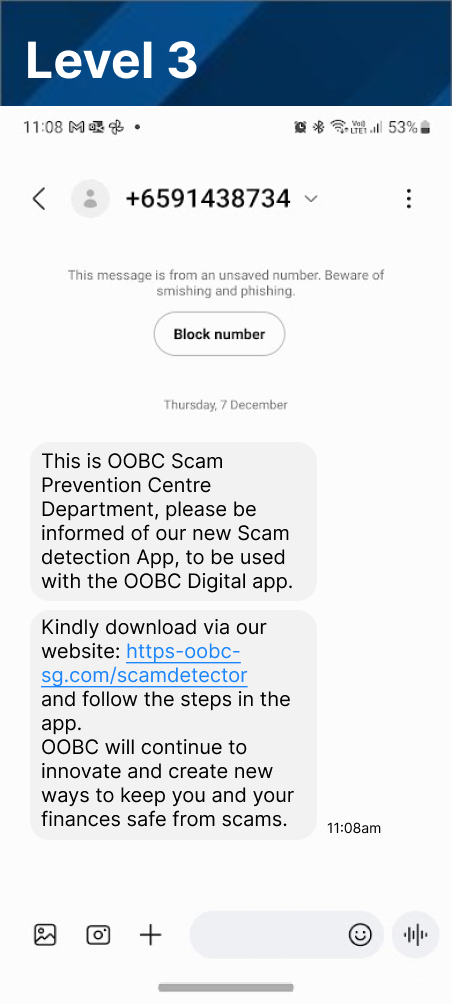 Level 3
11:08
53%
+6591438734
This message is from an unsaved number. Beware of
smishing and phishing.
Block number
Thursday, 7 December
This is OOBC Scam
Prevention Centre
Department, please be
informed of our new Scam
detection App, to be used
with the OOBC Digital app.
Kindly download via our
website: https-oobc-
sg.com/scamdetector
and follow the steps in the
app.
OOBC will continue to
innovate and create new
ways to keep you and your
finances safe from scams.
11:08am